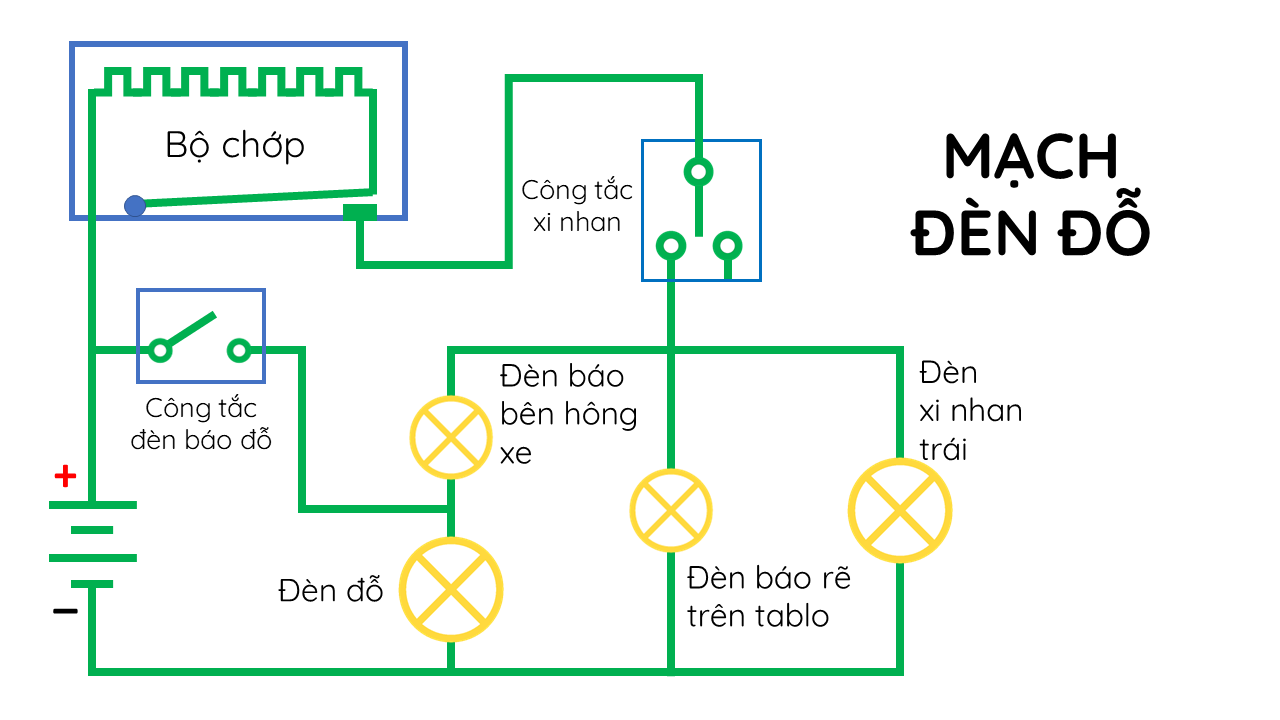 Bộ chớp
Công tắc
xi nhan
MẠCH
ĐÈN ĐỖ
Công tắc
đèn báo đỗ
Đèn báo
bên hông
xe
Đèn
xi nhan
trái
+
Đèn đỗ
Đèn báo rẽ
trên tablo
−